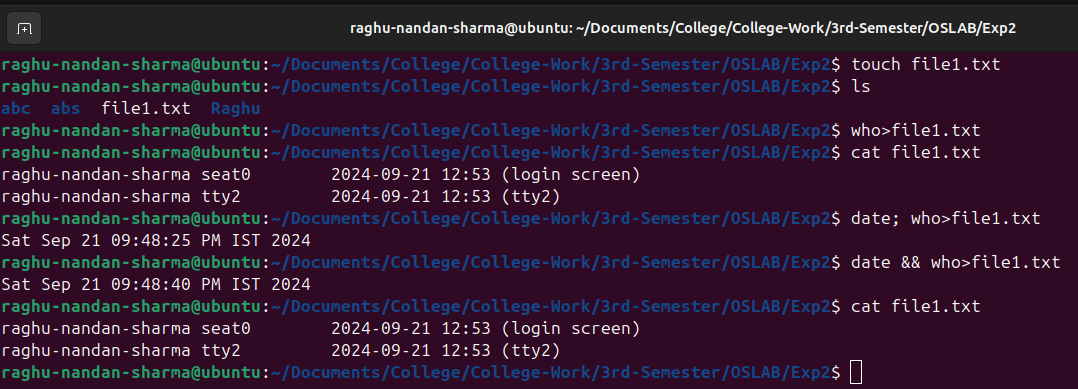 raghu-nandan-sharma@ubuntu: ~/Documents/College/College-Work/3rd-Semester/OSLAB/Exp2
raghu-nandan-sharma@ubuntu:~/Documents/College/College-Work/3rd-Semester/OSLAB/Exp2$ touch file1.txt
raghu-nandan-sharma@ubuntu:~/Documents/College/College-Work/3rd-Semester/OSLAB/Exp2$ ls
abc  abs  file1.txt  Raghu
raghu-nandan-sharma@ubuntu:~/Documents/College/College-Work/3rd-Semester/OSLAB/Exp2$ who>file1.txt
raghu-nandan-sharma@ubuntu:~/Documents/College/College-Work/3rd-Semester/OSLAB/Exp2$ cat file1.txt
raghu-nandan-sharma seat0        2024-09-21 12:53 (login screen)
raghu-nandan-sharma tty2         2024-09-21 12:53 (tty2)
raghu-nandan-sharma@ubuntu:~/Documents/College/College-Work/3rd-Semester/OSLAB/Exp2$ date; who>file1.txt
Sat Sep 21 09:48:25 PM IST 2024
raghu-nandan-sharma@ubuntu:~/Documents/College/College-Work/3rd-Semester/OSLAB/Exp2$ date && who>file1.txt
Sat Sep 21 09:48:40 PM IST 2024
raghu-nandan-sharma@ubuntu:~/Documents/College/College-Work/3rd-Semester/OSLAB/Exp2$ cat file1.txt
raghu-nandan-sharma seat0        2024-09-21 12:53 (login screen)
raghu-nandan-sharma tty2         2024-09-21 12:53 (tty2)
raghu-nandan-sharma@ubuntu:~/Documents/College/College-Work/3rd-Semester/OSLAB/Exp2$